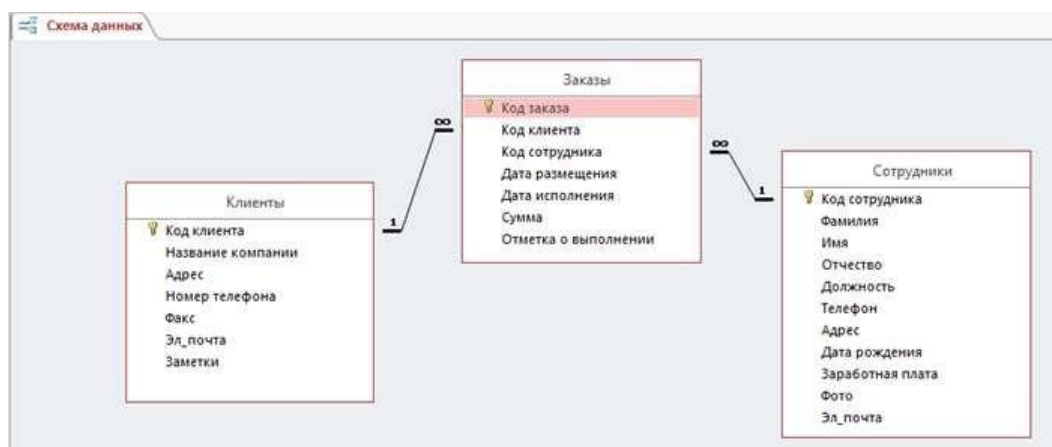 Схема данных
Заказы
Код заказа
Код клиента
Код сотрудника
Дата размещения
Дата исполнения
Сумма
Отметка о выполнении
∞
∞
1
1
Клиенты
Код клиента
Название компании
Адрес
Номер телефона
Факс
Эл_почта
Заметки
Сотрудники
Код сотрудника
Фамилия
Имя
Отчество
Должность
Телефон
Адрес
Дата рождения
Заработная плата
Фото
Эл_почта